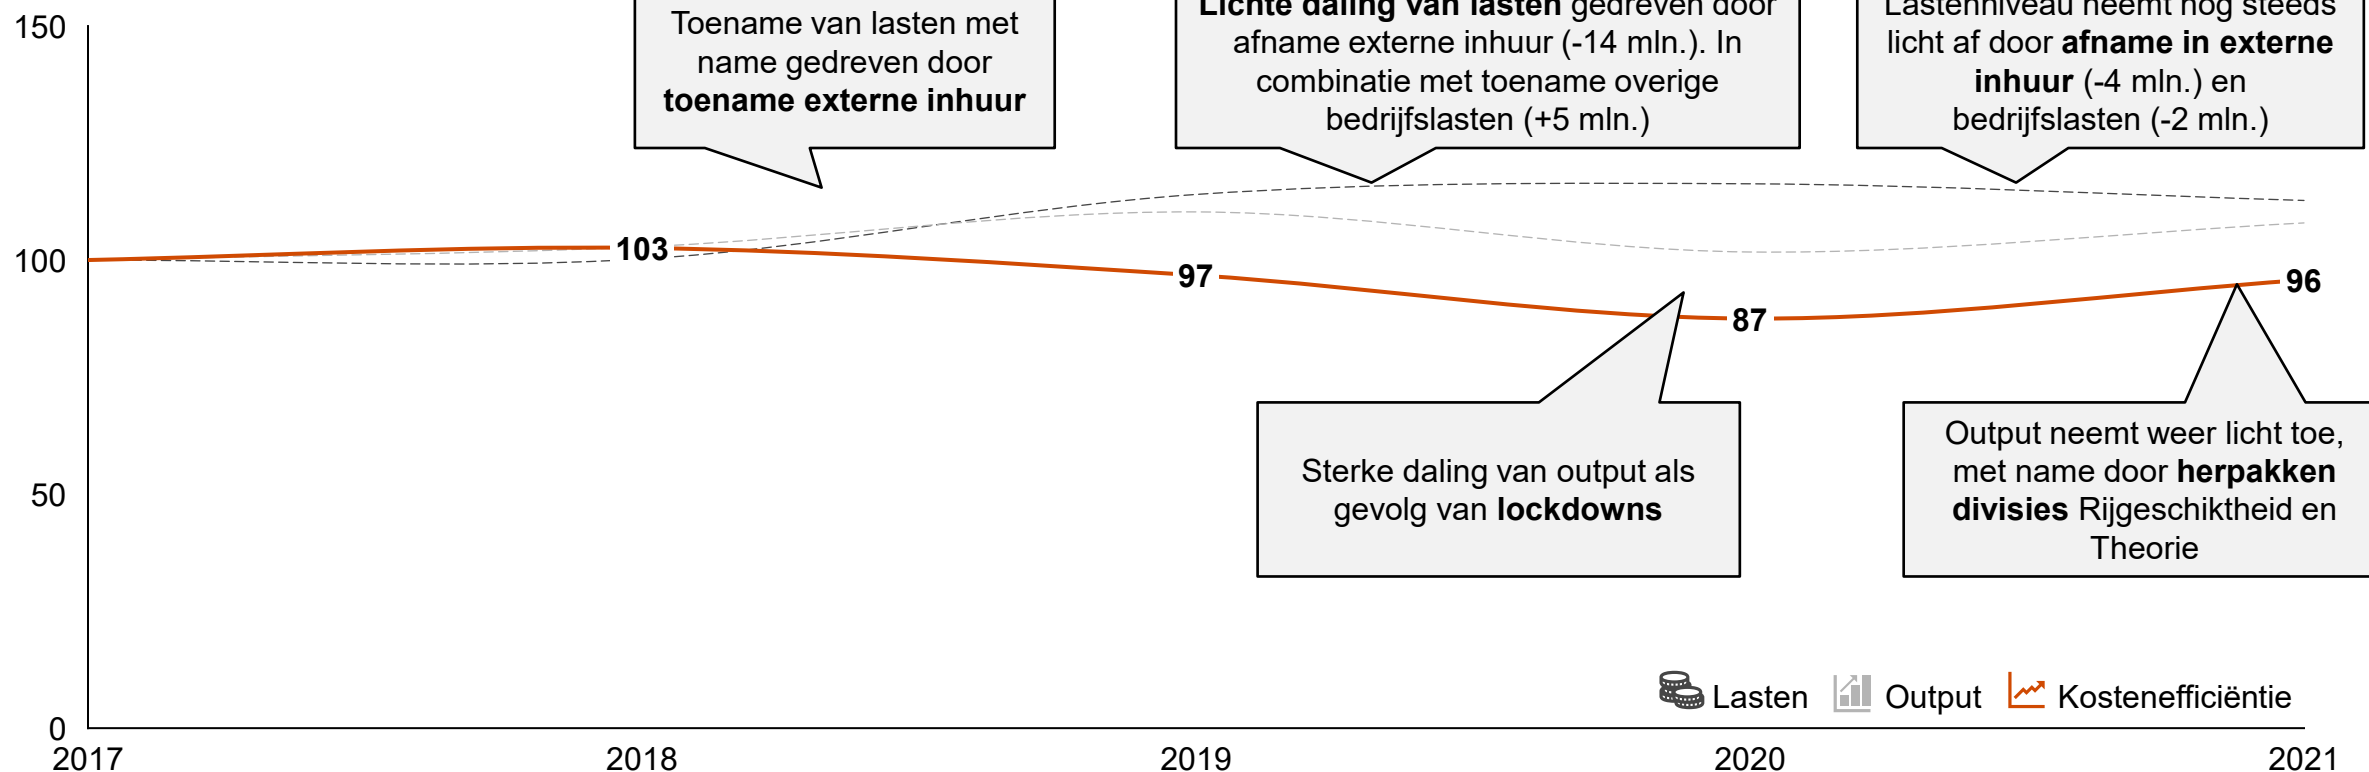 150
100
50
0
Toename van lasten met
name gedreven door
toename externe inhuur
Lichte daling van lasten gedreven door
afname externe inhuur (-14 mln.). In
combinatie met toename overige
bedrijfslasten (+5 mln.)
Lastenniveau neemt nog steeds
licht af door afname in externe
inhuur (-4 mln.) en
bedrijfslasten (-2 mln.)
103
97
87
96
Sterke daling van output als
gevolg van lockdowns
Output neemt weer licht toe,
met name door herpakken
divisies Rijgeschiktheid en
Theorie
Lasten Output Kostenefficiëntie
2017 2018 2019 2020 2021